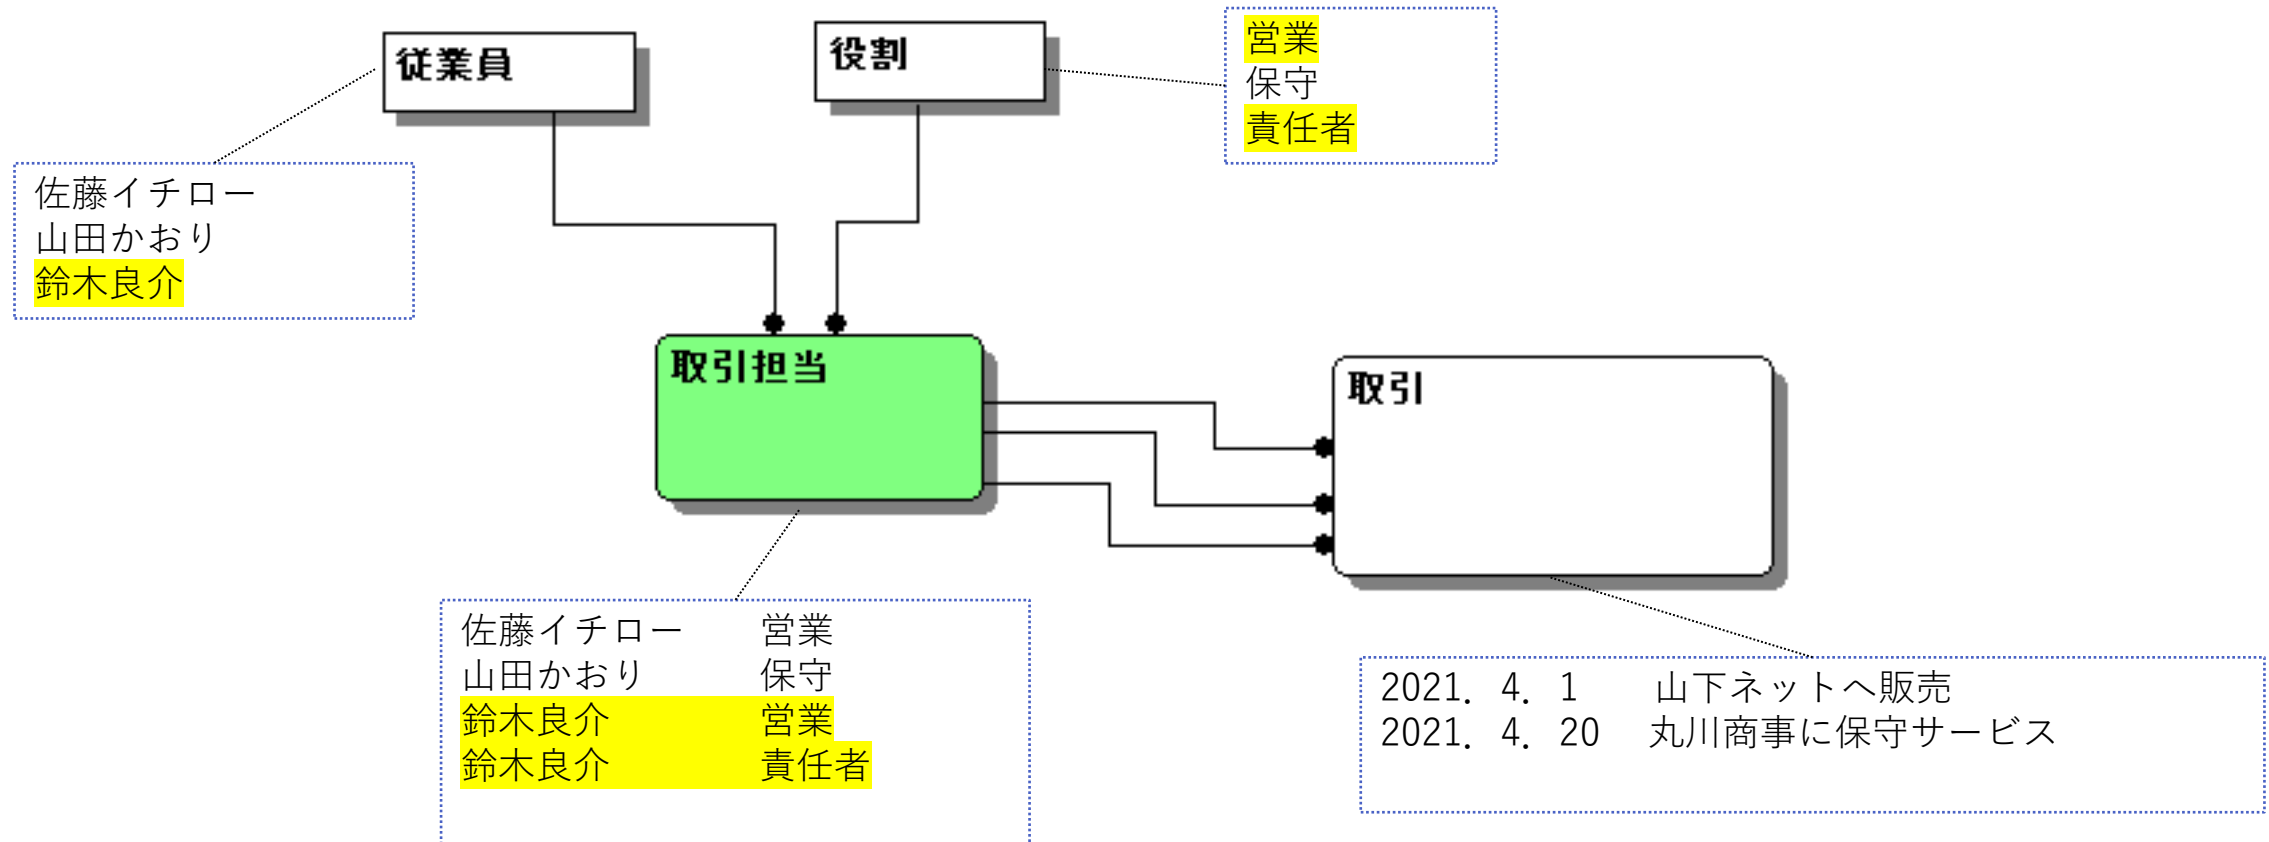 従業員
役割
営業
保守
責任者
佐藤イチロー
山田かおり
鈴木良介
取引担当
取引
佐藤イチロー　　営業
山田かおり　　　保守
鈴木良介　　　　営業
鈴木良介　　　　責任者
2021．4．1　　山下ネットへ販売
2021．4．20　丸川商事に保守サービス